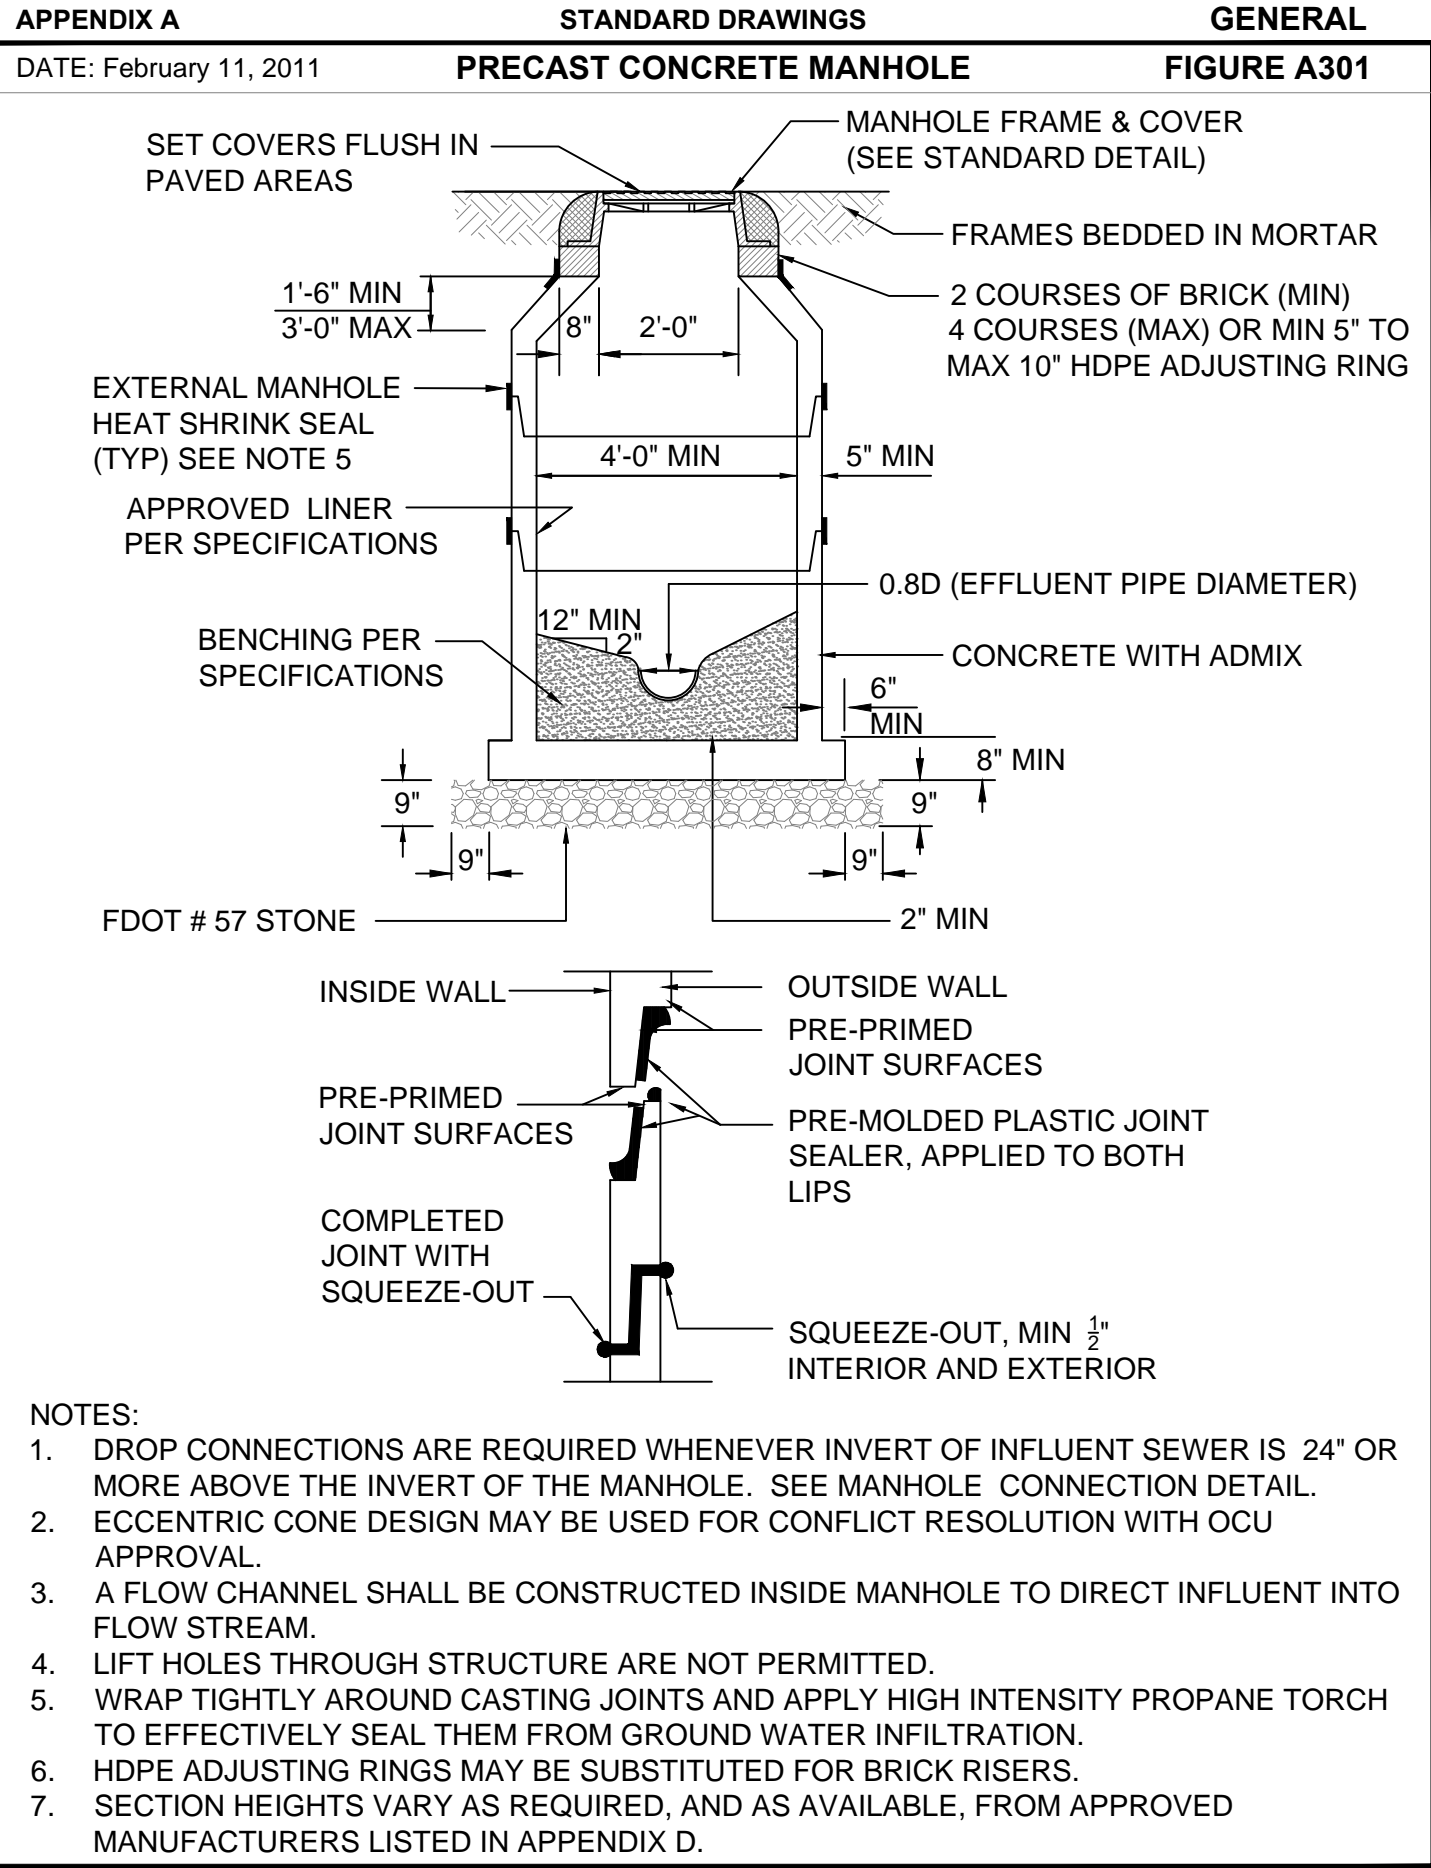 APPENDIX A
STANDARD DRAWINGS
GENERAL
DATE: February 11, 2011
PRECAST CONCRETE MANHOLE
FIGURE A301
SET COVERS FLUSH IN
PAVED AREAS
MANHOLE FRAME & COVER
(SEE STANDARD DETAIL)
FRAMES BEDDED IN MORTAR
1'-6" MIN
3'-0" MAX
8"
2'-0"
2 COURSES OF BRICK (MIN)
4 COURSES (MAX) OR MIN 5" TO
MAX 10" HDPE ADJUSTING RING
EXTERNAL MANHOLE
HEAT SHRINK SEAL
(TYP) SEE NOTE 5
4'-0" MIN
5" MIN
APPROVED  LINER
PER SPECIFICATIONS
0.8D (EFFLUENT PIPE DIAMETER)
12" MIN
2"
BENCHING PER
SPECIFICATIONS
CONCRETE WITH ADMIX
6"
MIN
8" MIN
9"
9"
9"
9"
FDOT # 57 STONE
2" MIN
INSIDE WALL
OUTSIDE WALL
PRE-PRIMED
JOINT SURFACES
PRE-PRIMED
JOINT SURFACES
PRE-MOLDED PLASTIC JOINT
SEALER, APPLIED TO BOTH
LIPS
COMPLETED
JOINT WITH
SQUEEZE-OUT
SQUEEZE-OUT, MIN ½"
INTERIOR AND EXTERIOR
NOTES:
1. DROP CONNECTIONS ARE REQUIRED WHENEVER INVERT OF INFLUENT SEWER IS  24" OR
MORE ABOVE THE INVERT OF THE MANHOLE.  SEE MANHOLE  CONNECTION DETAIL.
2. ECCENTRIC CONE DESIGN MAY BE USED FOR CONFLICT RESOLUTION WITH OCU
APPROVAL.
3. A FLOW CHANNEL SHALL BE CONSTRUCTED INSIDE MANHOLE TO DIRECT INFLUENT INTO
FLOW STREAM.
4. LIFT HOLES THROUGH STRUCTURE ARE NOT PERMITTED.
5. WRAP TIGHTLY AROUND CASTING JOINTS AND APPLY HIGH INTENSITY PROPANE TORCH
TO EFFECTIVELY SEAL THEM FROM GROUND WATER INFILTRATION.
6. HDPE ADJUSTING RINGS MAY BE SUBSTITUTED FOR BRICK RISERS.
7. SECTION HEIGHTS VARY AS REQUIRED, AND AS AVAILABLE, FROM APPROVED
MANUFACTURERS LISTED IN APPENDIX D.